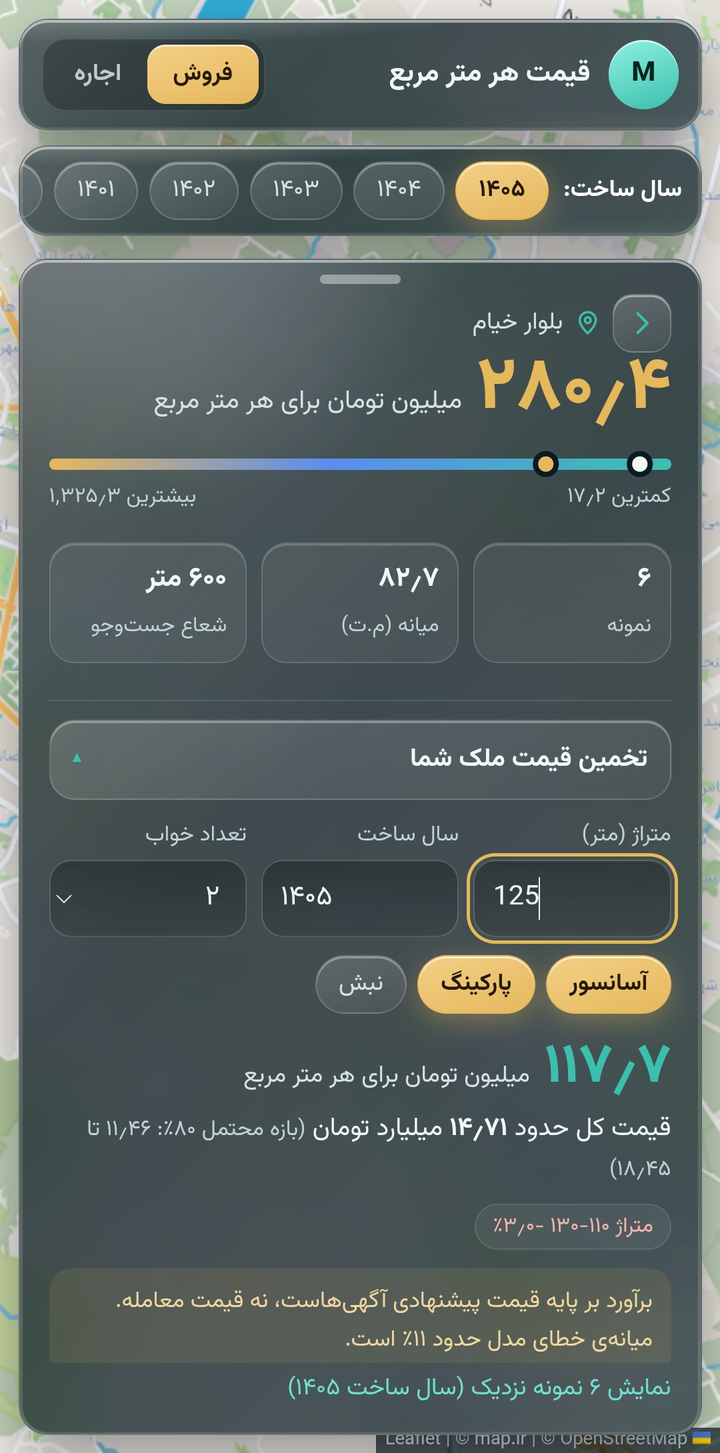 M
قیمت هر متر مربع
فروش
اجاره
سال ساخت:
۱۴۰۵
۱۴۰۴
۱۴۰۳
۱۴۰۲
۱۴۰۱
بلوار خیام
۲۸۰٫۴ میلیون تومان برای هر متر مربع
کمترین ۱۷٫۲
بیشترین ۱,۳۲۵٫۳
۶
نمونه
۸۲٫۷
میانه (م.ت)
۶۰۰ متر
شعاع جست‌وجو
تخمین قیمت ملک شما
▲
متراژ (متر)
سال ساخت
تعداد خواب
125
۱۴۰۵
۲
آسانسور
پارکینگ
نبش
۱۱۷٫۷ میلیون تومان برای هر متر مربع
قیمت کل حدود ۱۴٫۷۱ میلیارد تومان (بازه محتمل ۸۰٪: ۱۱٫۴۶ تا
۱۸٫۴۵)
متراژ ۱۱۰-۱۳۰ -۳٫۰٪
برآورد بر پایه قیمت پیشنهادی آگهی‌هاست، نه قیمت معامله.
میانه‌ی خطای مدل حدود ۱۱٪ است.
نمایش ۶ نمونه نزدیک (سال ساخت ۱۴۰۵)
Leaflet | © map.ir | © OpenStreetMap